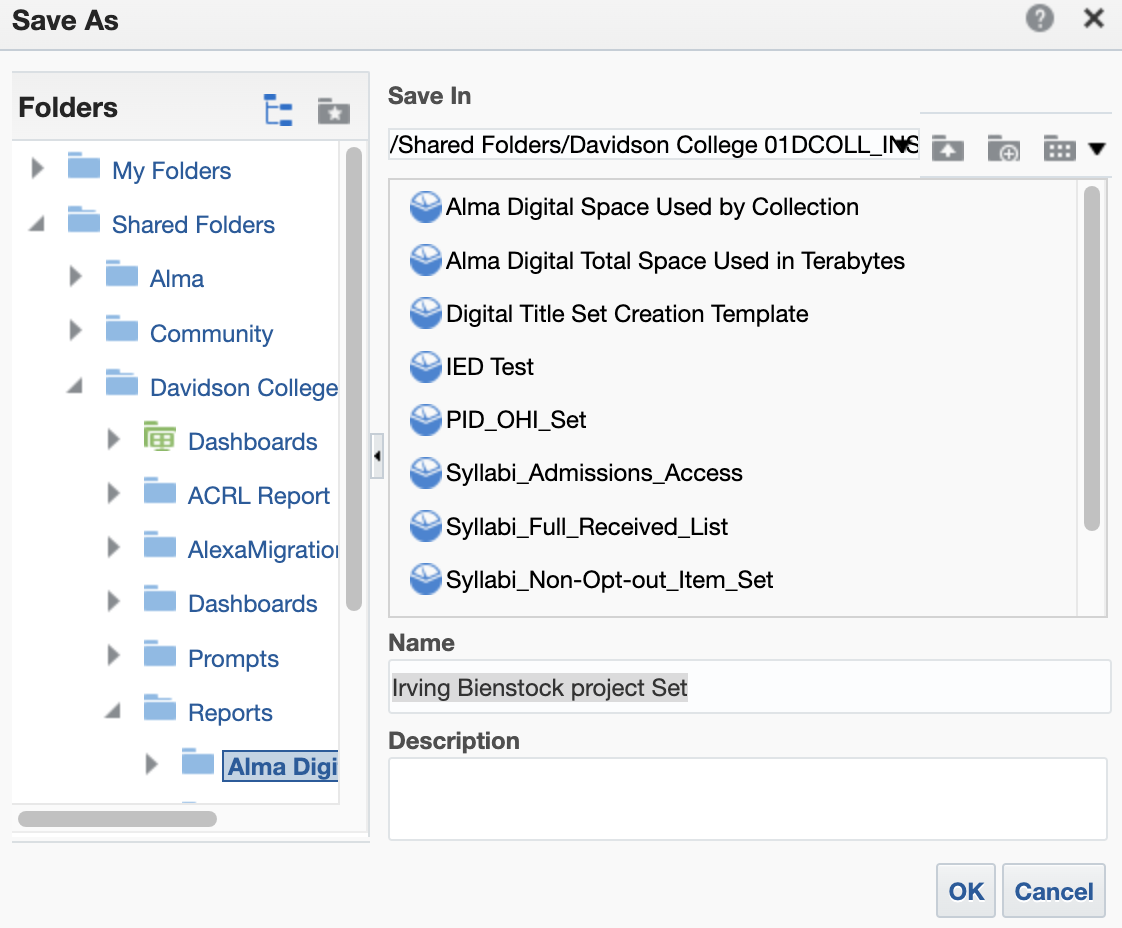 Save As
Folders
My Folders
Shared Folders
Alma
Community
Davidson College
Dashboards
ACRL Report
AlexaMigration
Dashboards
Prompts
Reports
Alma Digi
Save In
/Shared Folders/Davidson College 01DCOLL_INS
Alma Digital Space Used by Collection
Alma Digital Total Space Used in Terabytes
Digital Title Set Creation Template
IED Test
PID_OHI_Set
Syllabi_Admissions_Access
Syllabi_Full_Received_List
Syllabi_Non-Opt-out_Item_Set
Name
Irving Bienstock project Set
Description
OK
Cancel